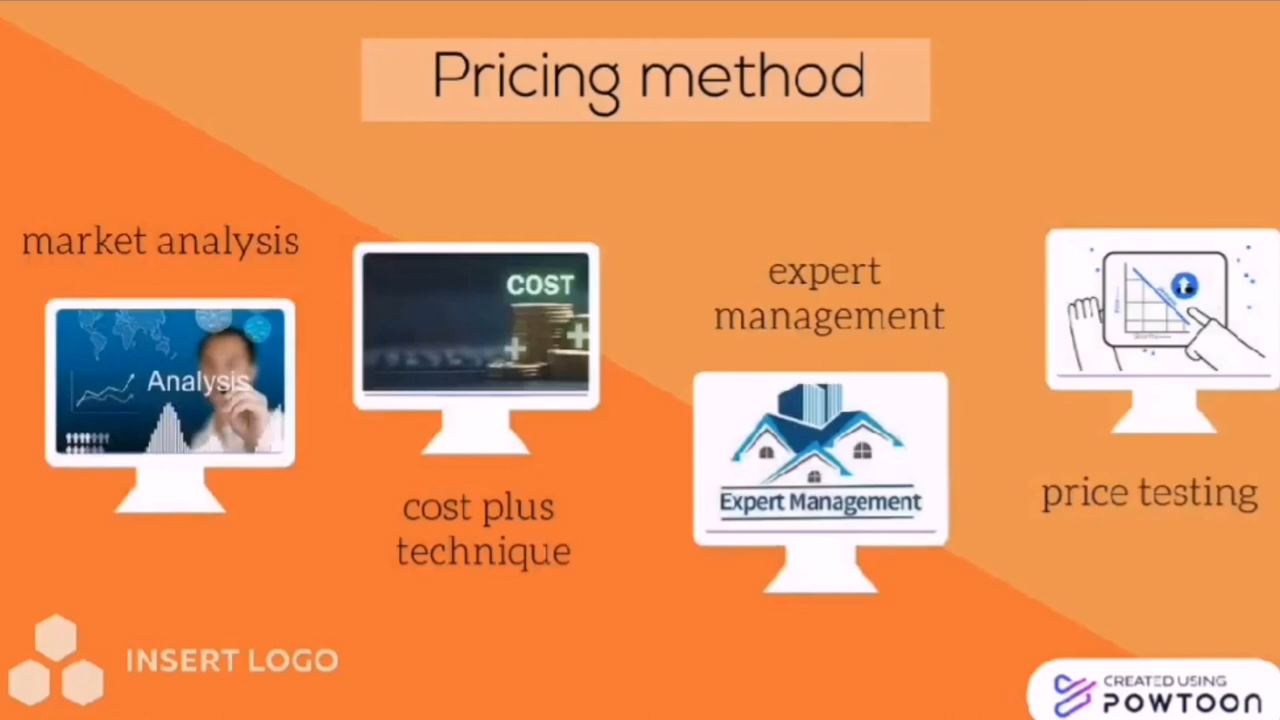 Pricing method
market analysis
Analysis
COST
cost plus
technique
expert
management
Expert Management
price testing
INSERT LOGO
CREATED USING
POWTOON